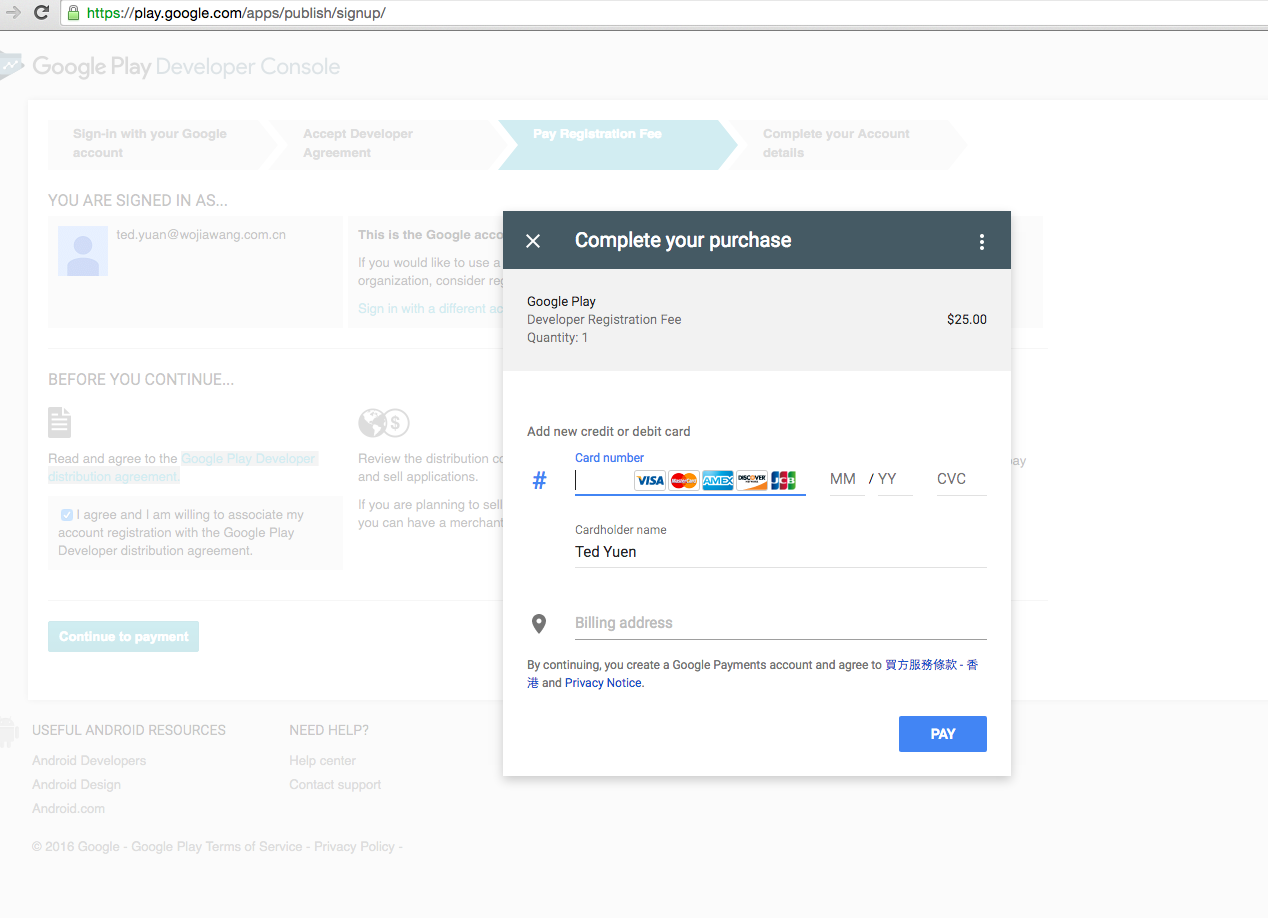 https://play.google.com/apps/publish/signup/
Google Play Developer Console
Sign-in with your Google
account
Accept Developer
Agreement
Pay Registration Fee
Complete your Account
details
YOU ARE SIGNED IN AS...
ted.yuan@wojiawang.com.cn
This is the Google acco
If you would like to use a
organization, consider reg
Sign in with a different ac
BEFORE YOU CONTINUE...
Read and agree to the Google Play Developer
distribution agreement.
I agree and I am willing to associate my
account registration with the Google Play
Developer distribution agreement.
$
Review the distribution co
and sell applications.
If you are planning to sell
you can have a merchant
pay
Continue to payment
Complete your purchase
Google Play
Developer Registration Fee
$25.00
Quantity: 1
Add new credit or debit card
Card number
# VISA MasterCard AMEX DISCOVER JCB MM / YY CVC
Cardholder name
Ted Yuen
Billing address
By continuing, you create a Google Payments account and agree to 買方服務條款 - 香
港 and Privacy Notice.
PAY
USEFUL ANDROID RESOURCES
Android Developers
Android Design
Android.com
NEED HELP?
Help center
Contact support
© 2016 Google - Google Play Terms of Service - Privacy Policy -